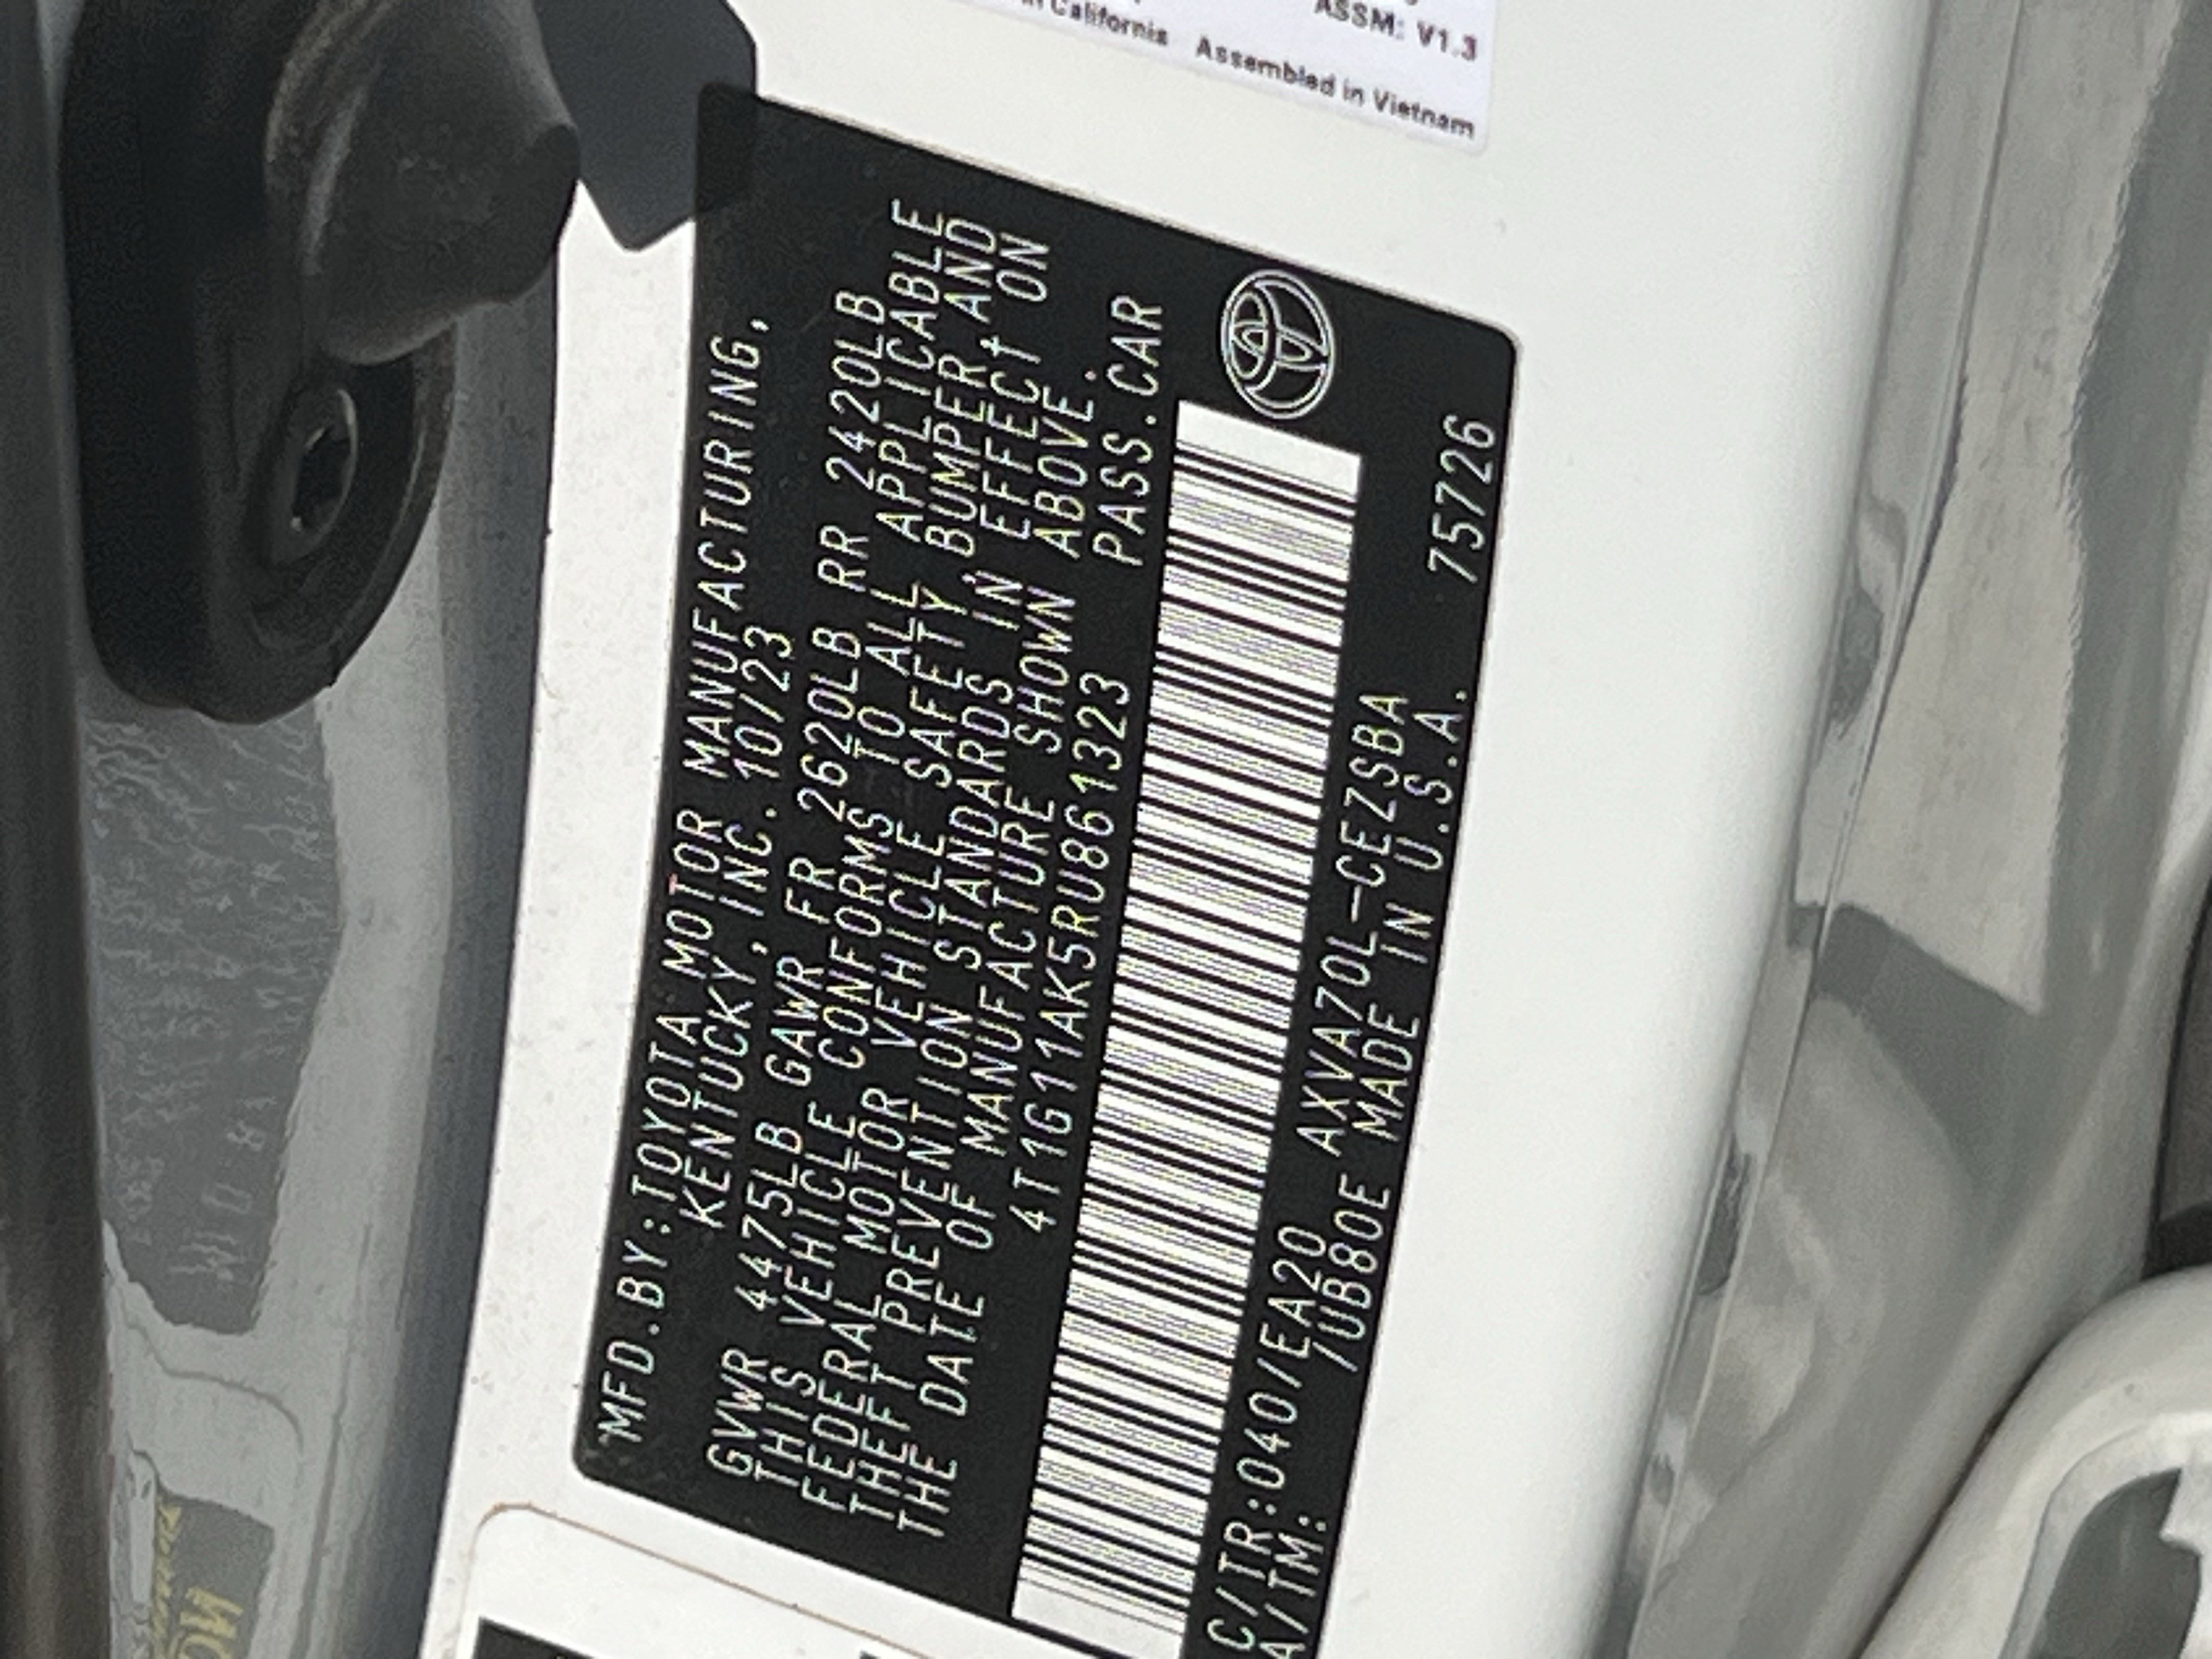 ASSM: V1.3
California Assembled in Vietnam
MFD.BY:TOYOTA MOTOR MANUFACTURING,
KENTUCKY, INC. 10/23
GVWR 4475LB GAWR FR 2620LB RR 2420LB
THIS VEHICLE CONFORMS TO ALL APPLICABLE
FEDERAL MOTOR VEHICLE SAFETY BUMPER, AND
THEFT PREVENTION STANDARDS IN EFFECT ON
THE DATE OF MANUFACTURE SHOWN ABOVE.
4T1G11AK5RU861323 PASS.CAR
C/TR:040/EA20 AXVA70L-CEZSBA
A/TM: /UB80E MADE IN U.S.A. 75726